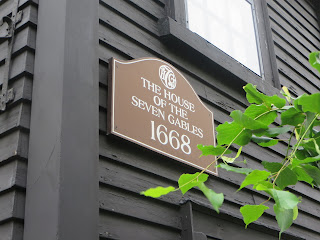 THE HOUSE
OF THE
SEVEN GABLES
1668